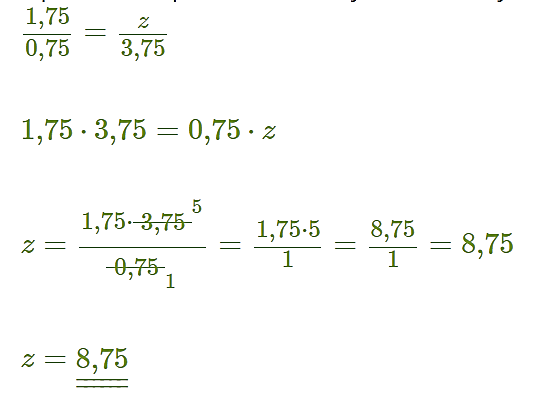 1,75/0,75 = z/3,75
1,75 · 3,75 = 0,75 · z
z = 1,75·3,75 5/0,75 1 = 1,75·5/1 = 8,75/1 = 8,75
z = 8,75